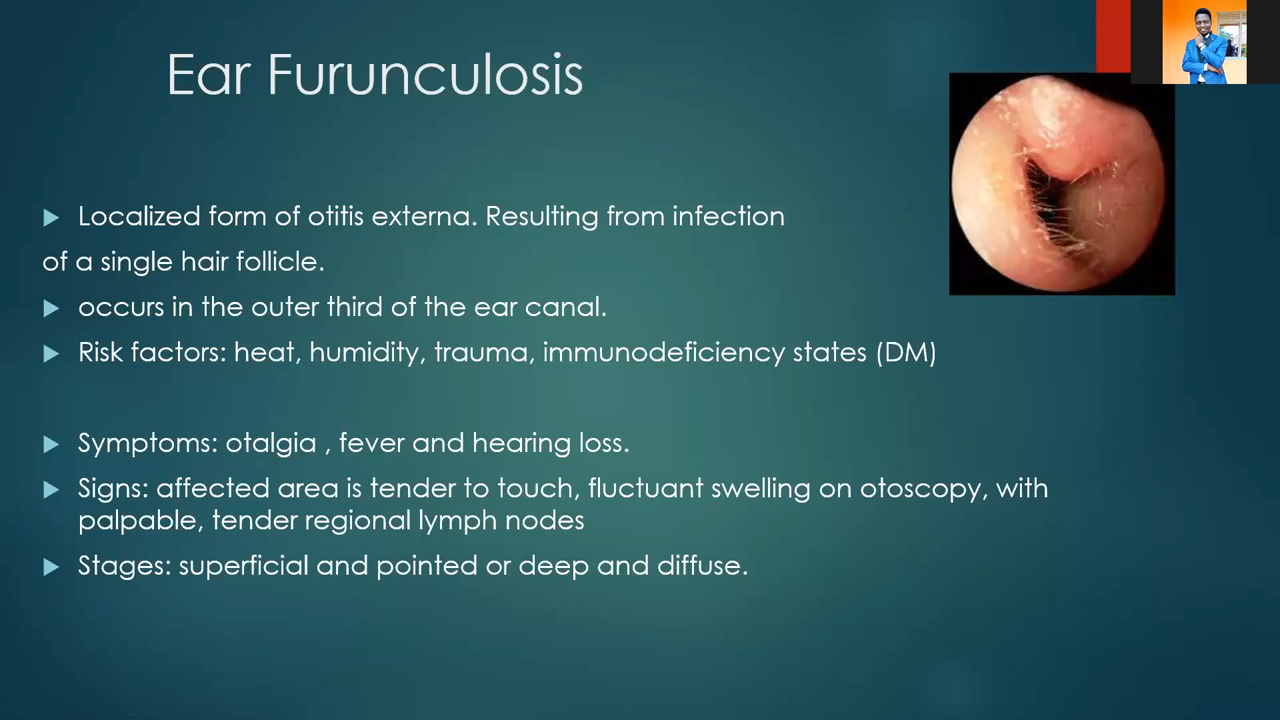 Ear Furunculosis
Localized form of otitis externa. Resulting from infection
of a single hair follicle.
occurs in the outer third of the ear canal.
Risk factors: heat, humidity, trauma, immunodeficiency states (DM)
Symptoms: otalgia , fever and hearing loss.
Signs: affected area is tender to touch, fluctuant swelling on otoscopy, with
palpable, tender regional lymph nodes
Stages: superficial and pointed or deep and diffuse.